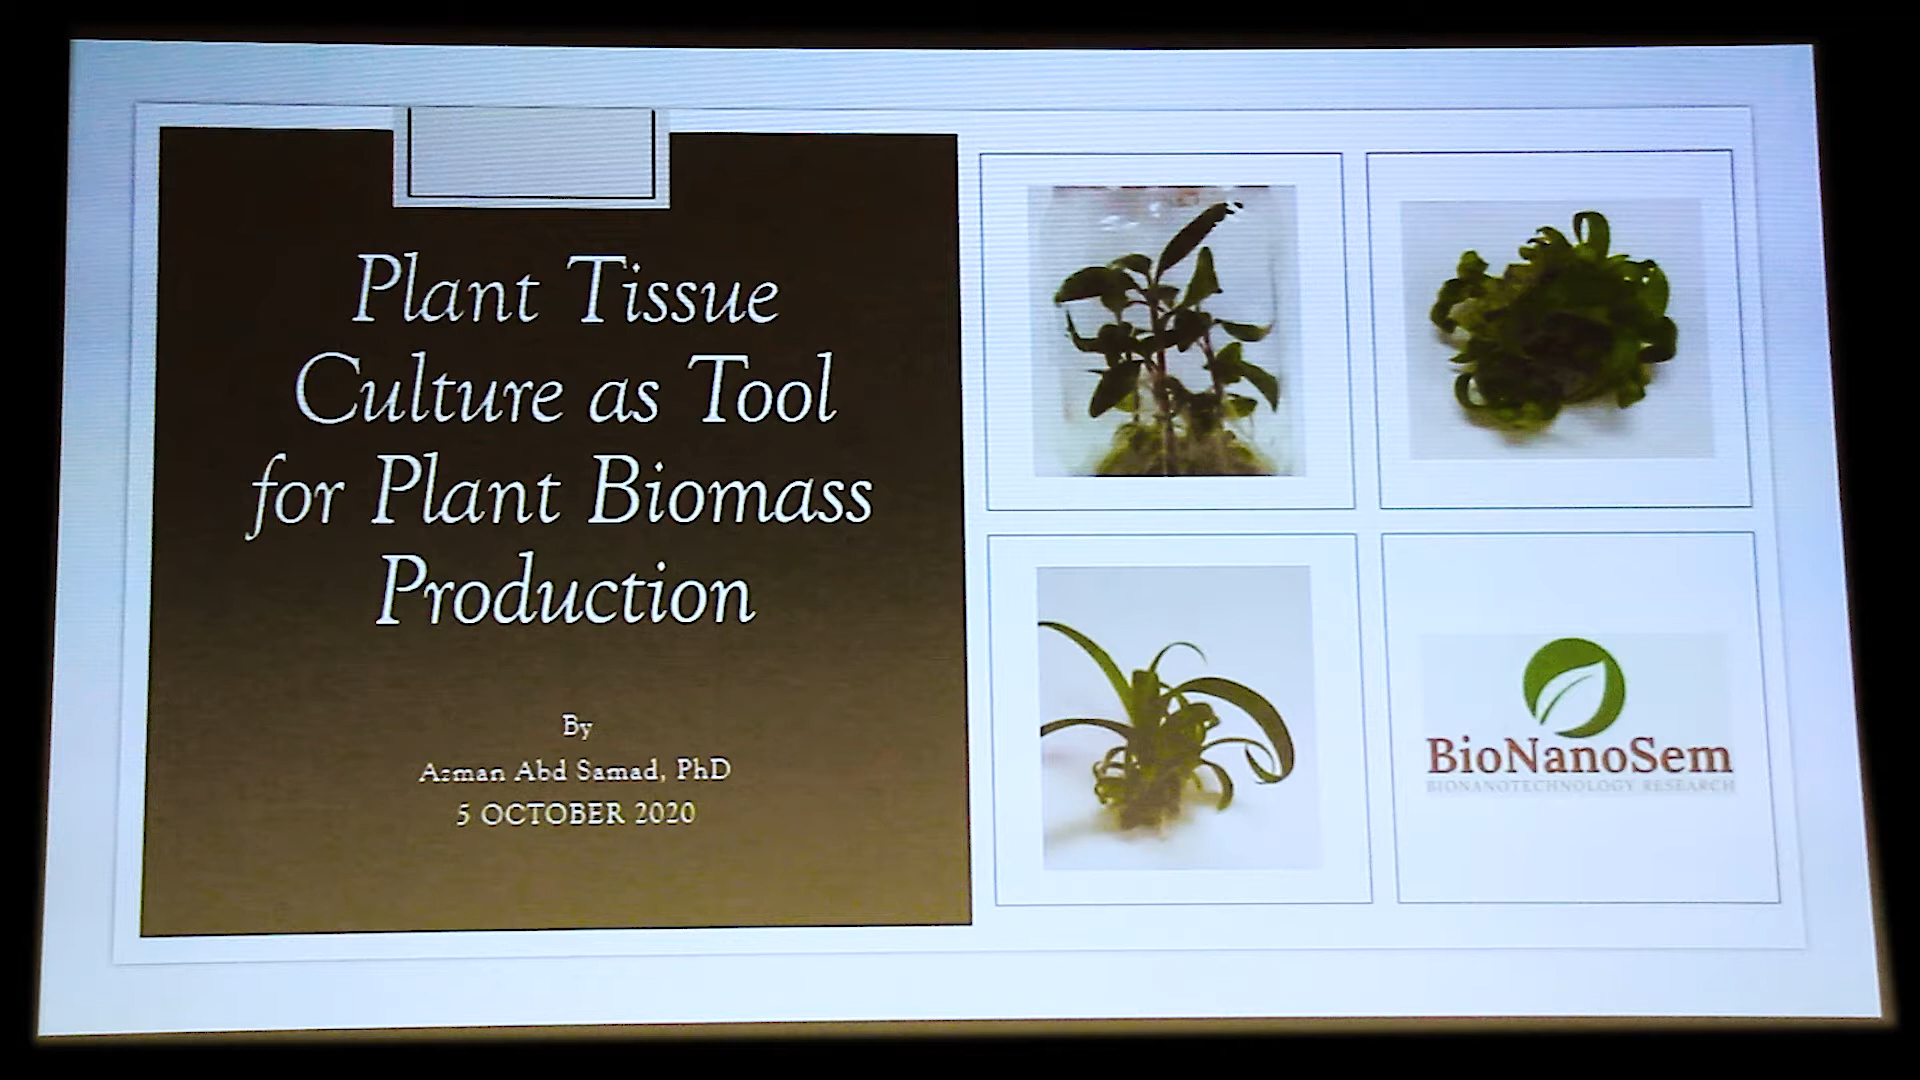 Plant Tissue
Culture as Tool
for Plant Biomass
Production
By
Azman Abd Samad, PhD
5 OCTOBER 2020
BioNanoSem
BIONANOTECHNOLOGY RESEARCH